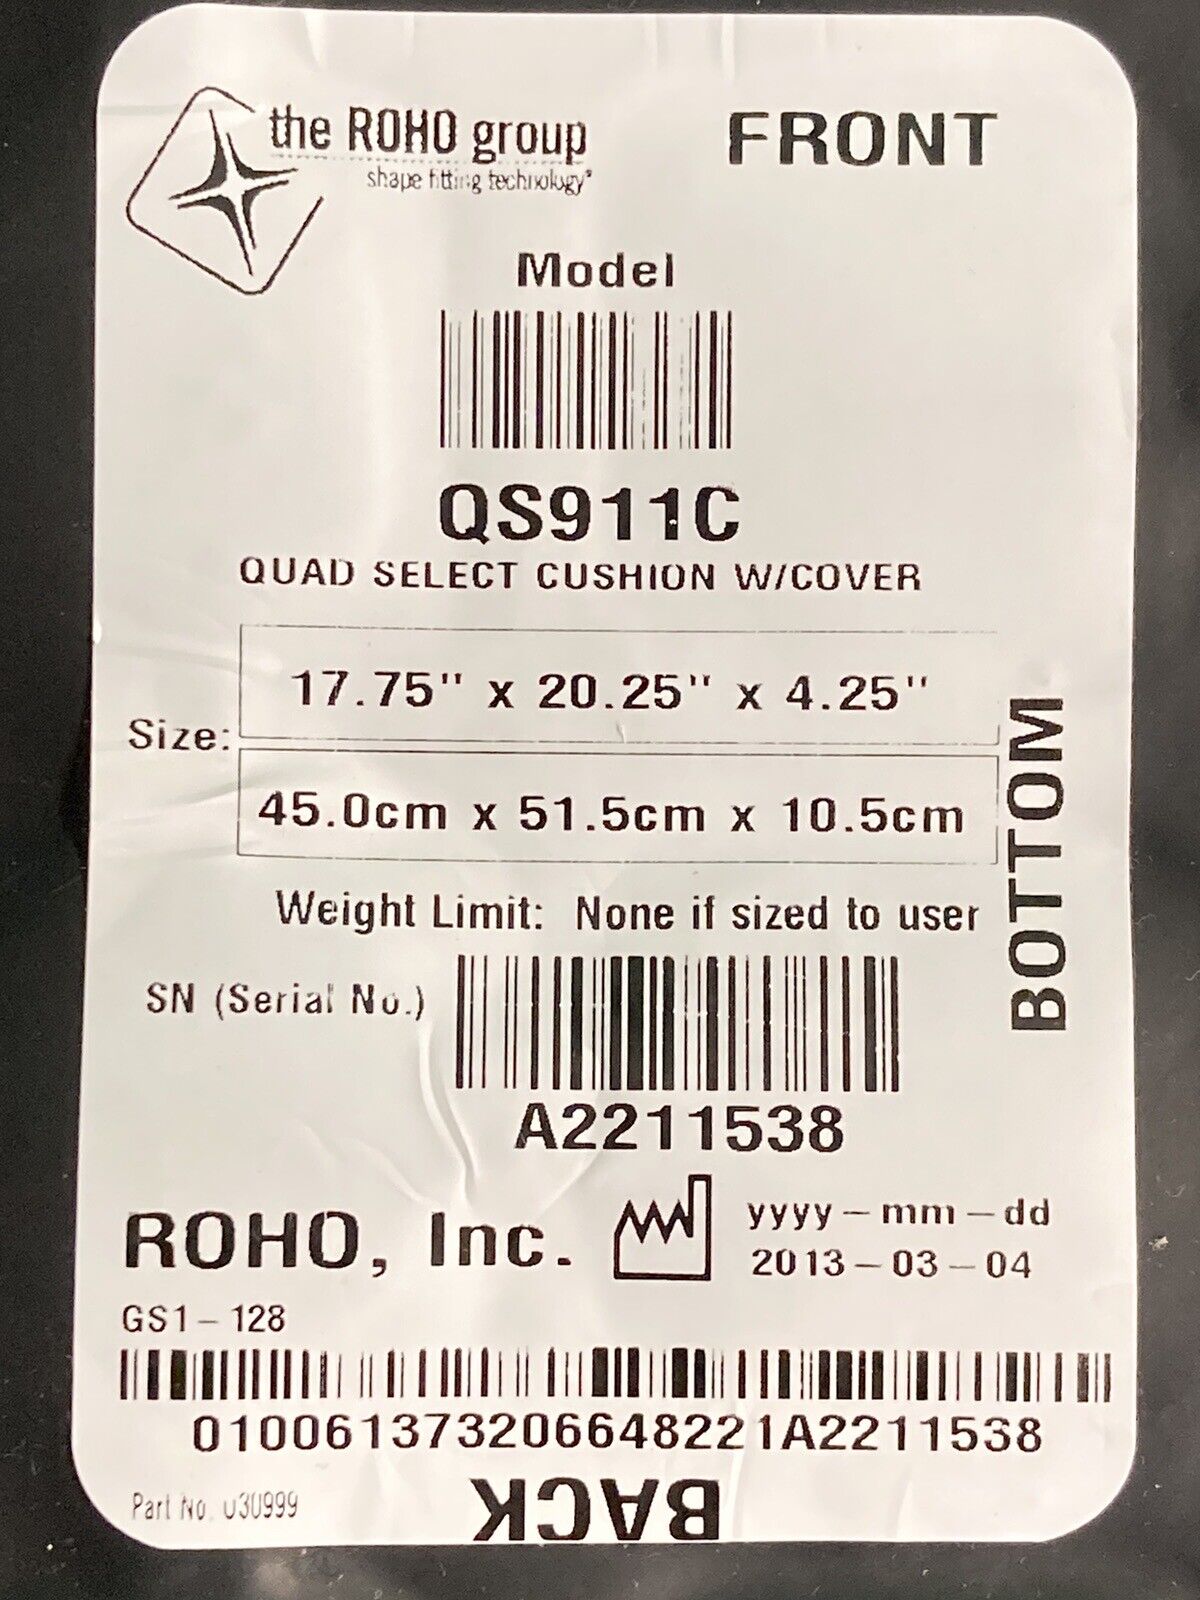 the ROHO group
shape fitting technology®
FRONT
Model
QS911C
QUAD SELECT CUSHION W/COVER
Size:
17.75" x 20.25" x 4.25"
45.0cm x 51.5cm x 10.5cm
BOTTOM
Weight Limit: None if sized to user
SN (Serial No.)
A2211538
ROHO, Inc.
yyyy-mm-dd
2013-03-04
GS1-128
010061373206648221A2211538
Part No. U30999
BACK